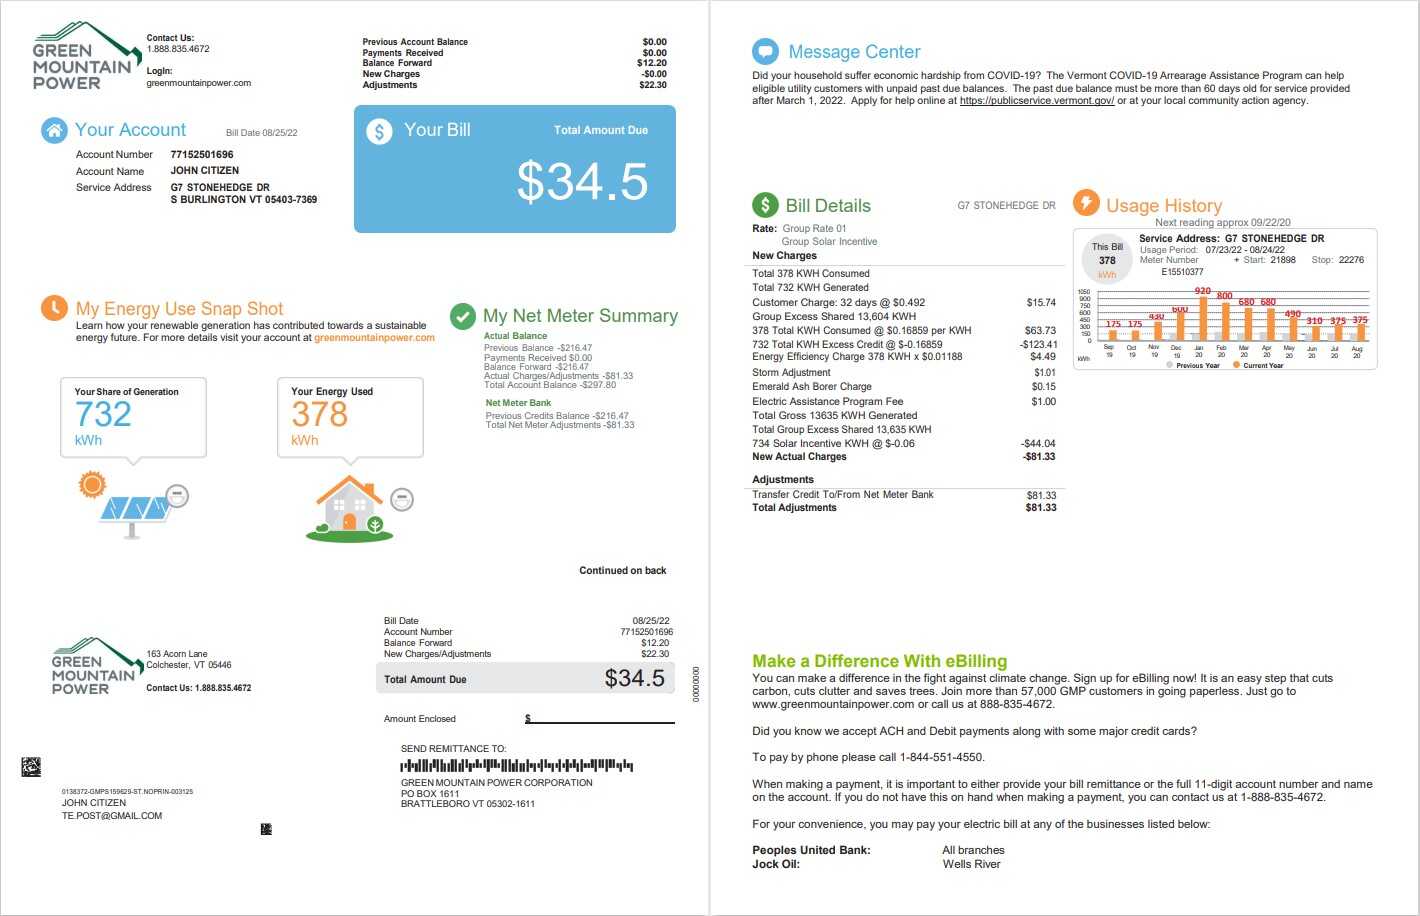 GREEN
MOUNTAIN
POWER
Contact Us:
1.888.835.4672
LogIn:
greenmountainpower.com
Previous Account Balance $0.00
Payments Received $0.00
Balance Forward $12.20
New Charges -$0.00
Adjustments $22.30
Your Account Bill Date 08/25/22
Account Number 77152501696
Account Name JOHN CITIZEN
Service Address G7 STONEHEDGE DR
S BURLINGTON VT 05403-7369
$ Your Bill Total Amount Due
$34.5
My Energy Use Snap Shot
Learn how your renewable generation has contributed towards a sustainable
energy future. For more details visit your account at greenmountainpower.com
Your Share of Generation
732
kWh
Your Energy Used
378
kWh
My Net Meter Summary
Actual Balance
Previous Balance -$216.47
Payments Received $0.00
Balance Forward -$216.47
Actual Charges/Adjustments -$81.33
Total Account Balance -$297.80
Net Meter Bank
Previous Credits Balance -$216.47
Total Net Meter Adjustments -$81.33
Continued on back
GREEN
MOUNTAIN
POWER
163 Acorn Lane
Colchester, VT 05446
Contact Us: 1.888.835.4672
Bill Date 08/25/22
Account Number 77152501696
Balance Forward $12.20
New Charges/Adjustments $22.30
Total Amount Due $34.5
00000000
Amount Enclosed $
SEND REMITTANCE TO:
GREEN MOUNTAIN POWER CORPORATION
PO BOX 1611
BRATTLEBORO VT 05302-1611
0138372-GMPS159629-ST.NOPRIN-003125
JOHN CITIZEN
TE.POST@GMAIL.COM
Message Center
Did your household suffer economic hardship from COVID-19? The Vermont COVID-19 Arrearage Assistance Program can help
eligible utility customers with unpaid past due balances. The past due balance must be more than 60 days old for service provided
after March 1, 2022. Apply for help online at https://publicservice.vermont.gov/ or at your local community action agency.
$ Bill Details G7 STONEHEDGE DR
Rate: Group Rate 01
Group Solar Incentive
New Charges
Total 378 KWH Consumed
Total 732 KWH Generated
Customer Charge: 32 days @ $0.492 $15.74
Group Excess Shared 13,604 KWH
378 Total KWH Consumed @ $0.16859 per KWH $63.73
732 Total KWH Excess Credit @ $-0.16859 -$123.41
Energy Efficiency Charge 378 KWH x $0.01188 $4.49
Storm Adjustment $1.01
Emerald Ash Borer Charge $0.15
Electric Assistance Program Fee $1.00
Total Gross 13635 KWH Generated
Total Group Excess Shared 13,635 KWH
734 Solar Incentive KWH @ $-0.06 -$44.04
New Actual Charges -$81.33
Adjustments
Transfer Credit To/From Net Meter Bank $81.33
Total Adjustments $81.33
Usage History
Next reading approx 09/22/20
This Bill
378
kWh
Service Address: G7 STONEHEDGE DR
Usage Period: 07/23/22 - 08/24/22
Meter Number + Start: 21898 Stop: 22276
E15510377
1050
900
750
600
450
300
150
0
kWh
175 175 430 600 920 800 680 680 490 310 375 375
Sep Oct Nov Dec Jan Feb Mar Apr May Jun Jul Aug
19 19 19 19 20 20 20 20 20 20 20 20
Previous Year Current Year
Make a Difference With eBilling
You can make a difference in the fight against climate change. Sign up for eBilling now! It is an easy step that cuts
carbon, cuts clutter and saves trees. Join more than 57,000 GMP customers in going paperless. Just go to
www.greenmountainpower.com or call us at 888-835-4672.
Did you know we accept ACH and Debit payments along with some major credit cards?
To pay by phone please call 1-844-551-4550.
When making a payment, it is important to either provide your bill remittance or the full 11-digit account number and name
on the account. If you do not have this on hand when making a payment, you can contact us at 1-888-835-4672.
For your convenience, you may pay your electric bill at any of the businesses listed below:
Peoples United Bank: All branches
Jock Oil: Wells River